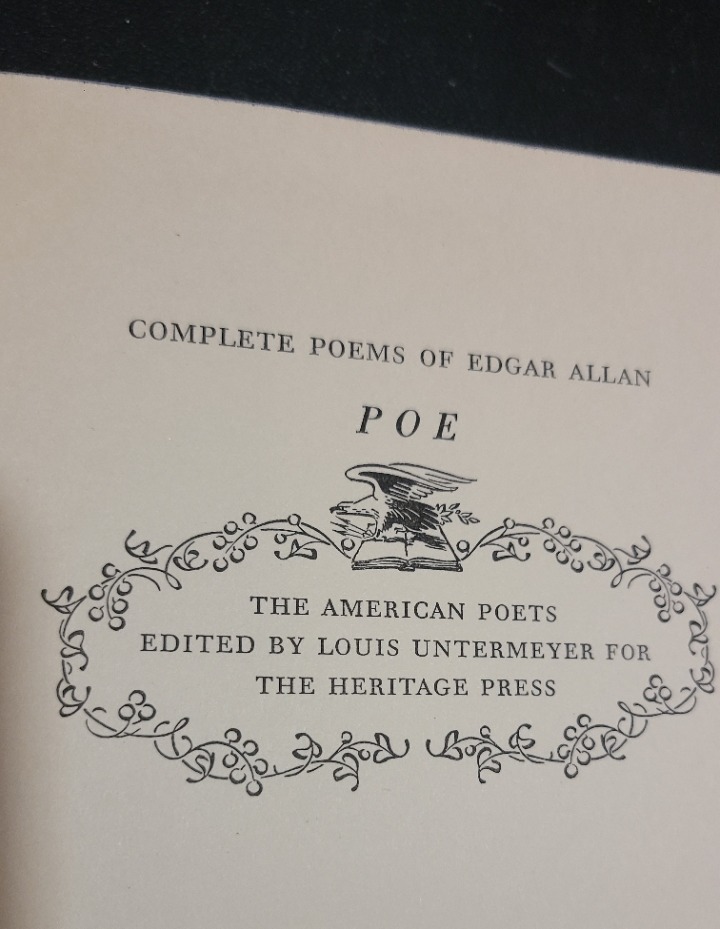 COMPLETE POEMS OF EDGAR ALLAN
POE
THE AMERICAN POETS
EDITED BY LOUIS UNTERMEYER FOR
THE HERITAGE PRESS